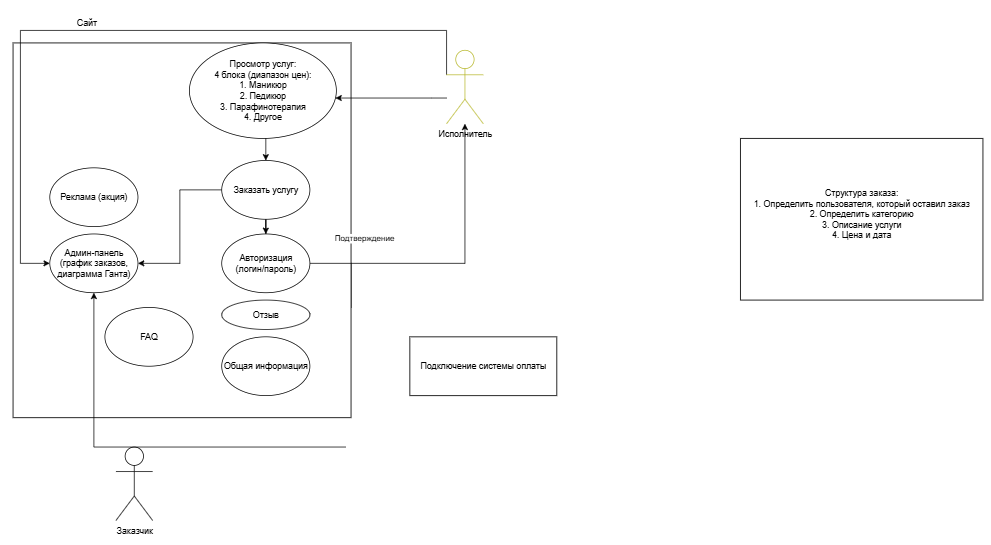 Сайт
Просмотр услуг:
4 блока (диапазон цен):
1. Маникюр
2. Педикюр
3. Парафинотерапия
4. Другое
Исполнитель
Заказать услугу
Реклама (акция)
Подтверждение
Админ-панель
(график заказов,
диаграмма Ганта)
Авторизация
(логин/пароль)
Отзыв
FAQ
Общая информация
Подключение системы оплаты
Структура заказа:
1. Определить пользователя, который оставил заказ
2. Определить категорию
3. Описание услуги
4. Цена и дата
Заказчик